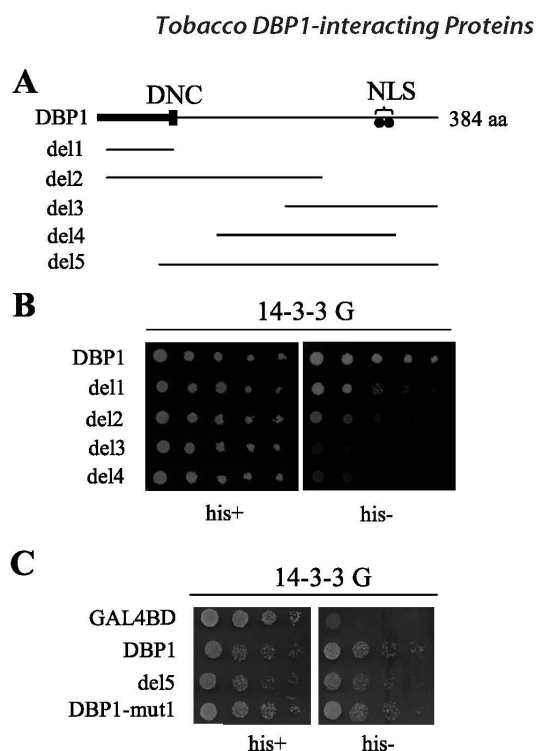 Tobacco DBP1-interacting Proteins
A
DNC
NLS
DBP1
384 aa
del1
del2
del3
del4
del5
B
14-3-3 G
DBP1
del1
del2
del3
del4
his+
his-
C
14-3-3 G
GAL4BD
DBP1
del5
DBP1-mut1
his+
his-